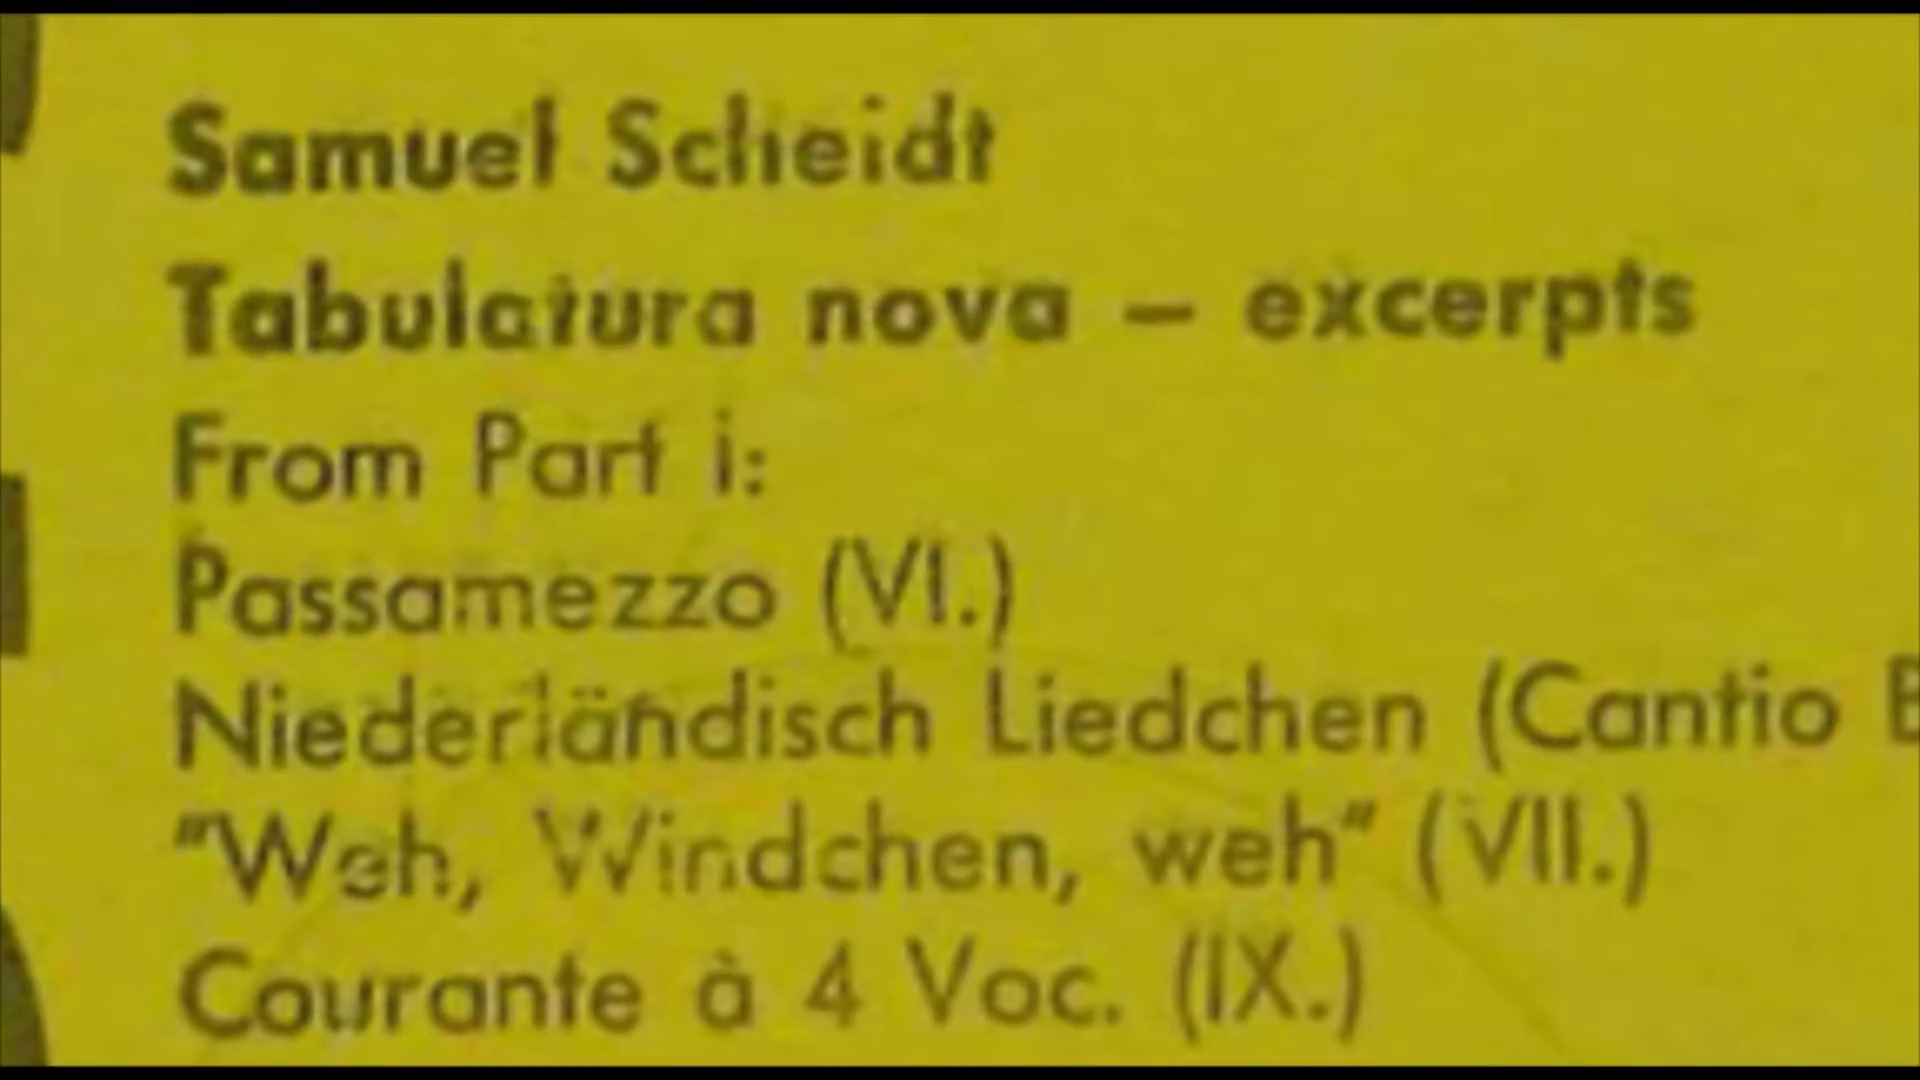 Samuel Scheidt
Tabulatura nova – excerpts
From Part i:
Passamezzo (VI.)
Niederländisch Liedchen (Cantio
"Weh, Windchen, weh" (VII.)
Courante à 4 Voc. (IX.)